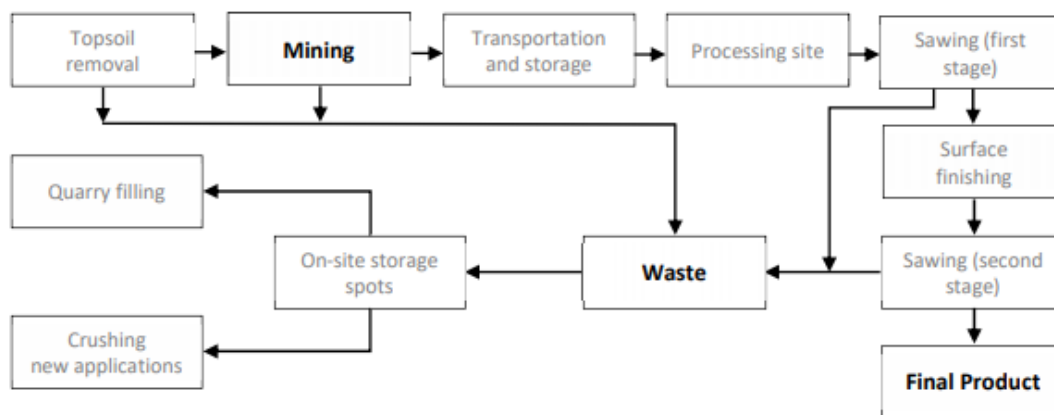 Topsoil
removal
Mining
Transportation
and storage
Processing site
Sawing (first
stage)
Surface
finishing
Quarry filling
On-site storage
spots
Waste
Sawing (second
stage)
Crushing
new applications
Final Product